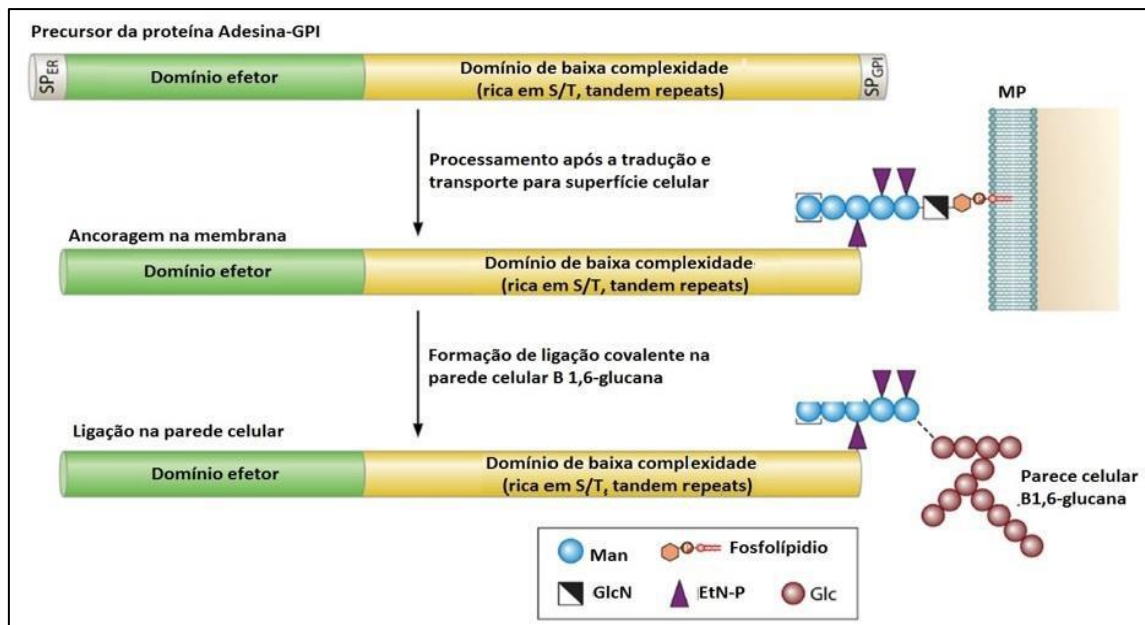 Precursor da proteína Adesina-GPI
SPER
Domínio efetor
Domínio de baixa complexidade
(rica em S/T, tandem repeats)
SPGPI
MP
Processamento após a tradução e
transporte para superfície celular
P
Ancoragem na membrana
Domínio efetor
Domínio de baixa complexidade
(rica em S/T, tandem repeats)
Formação de ligação covalente na
parede celular B 1,6-glucana
Ligação na parede celular
Domínio efetor
Domínio de baixa complexidade
(rica em S/T, tandem repeats)
Parece celular
B1,6-glucana
Man
P
Fosfolípidio
GlcN
EtN-P
Glc